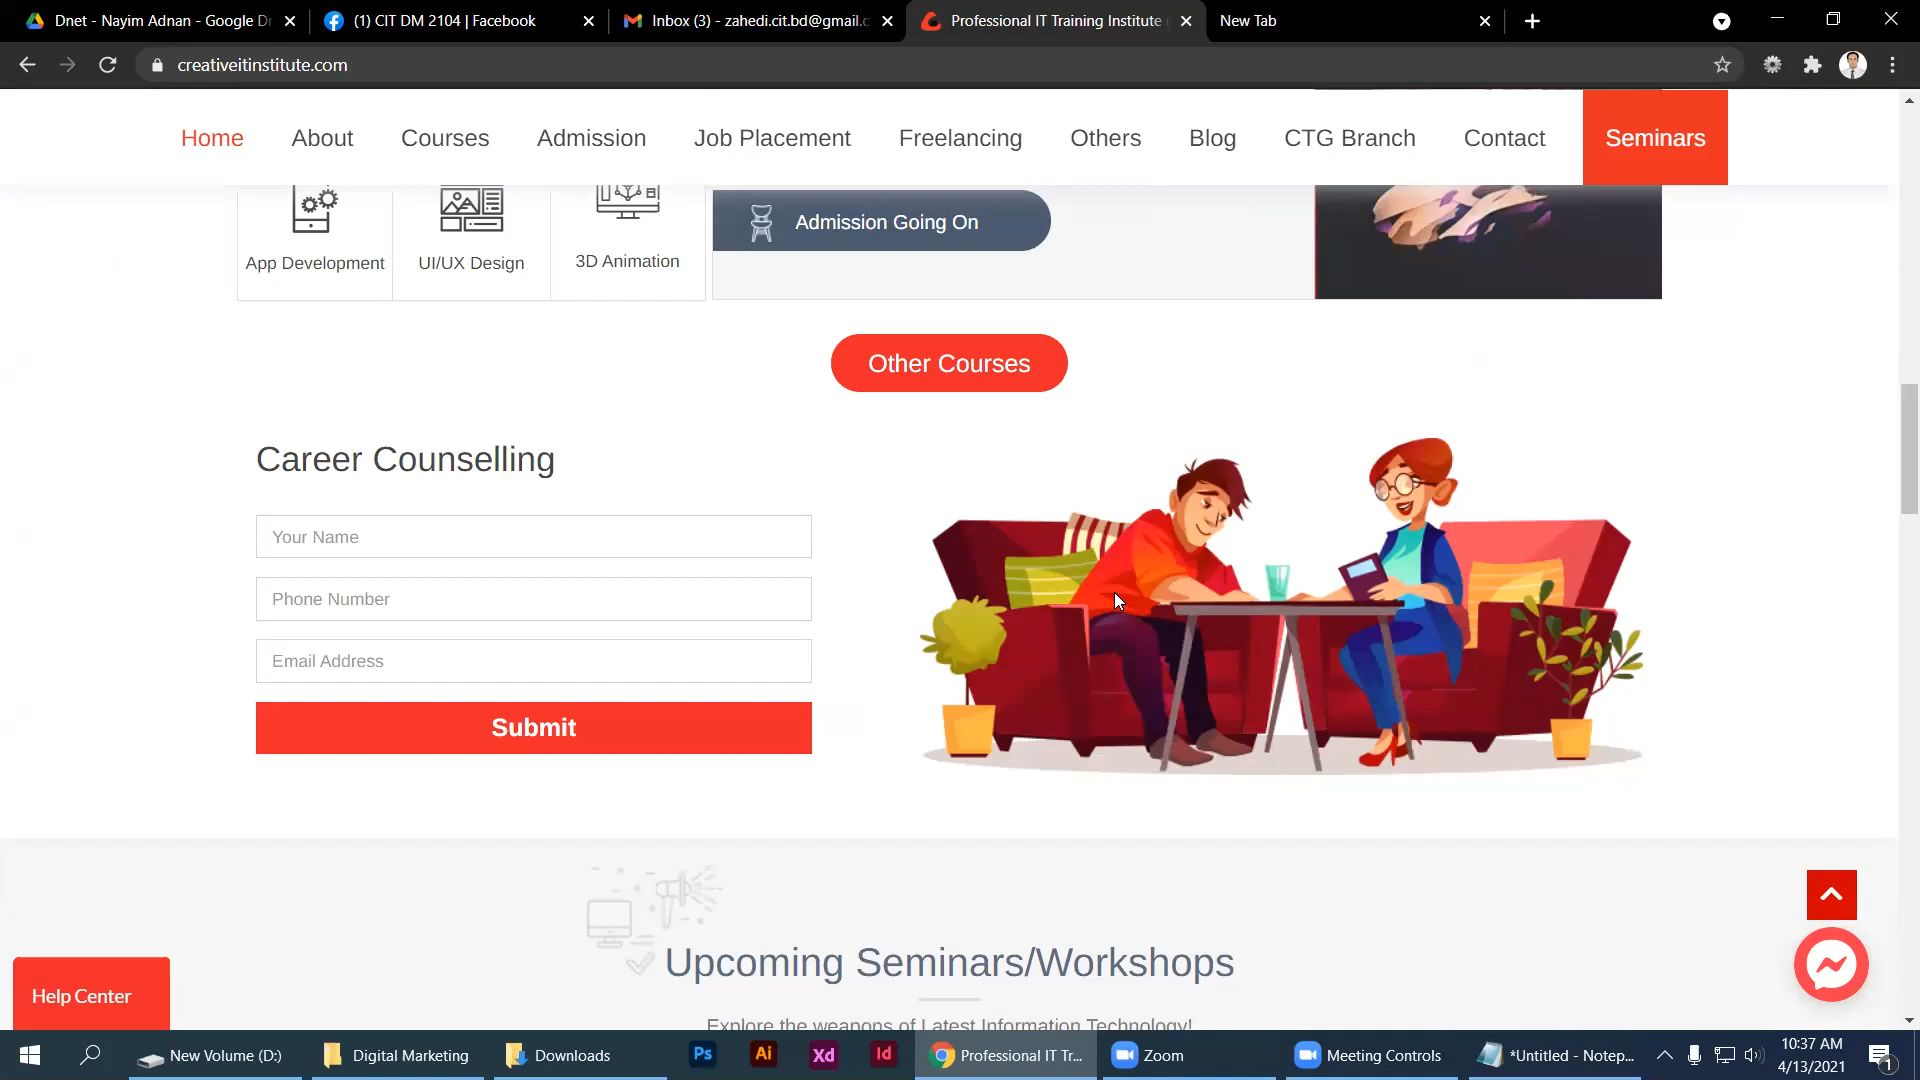 Dnet - Nayim Adnan - Google Dr
(1) CIT DM 2104 | Facebook
Inbox (3) - zahedi.cit.bd@gmail.c
Professional IT Training Institute
New Tab
creativeitinstitute.com
Home
About
Courses
Admission
Job Placement
Freelancing
Others
Blog
CTG Branch
Contact
Seminars
App Development
UI/UX Design
3D Animation
Admission Going On
Other Courses
Career Counselling
Your Name
Phone Number
Email Address
Submit
Upcoming Seminars/Workshops
Explore the weapons of Latest Information Technology!
Help Center
New Volume (D:)
Digital Marketing
Downloads
Ps
Ai
Xd
Id
Professional IT Tr...
Zoom
Meeting Controls
*Untitled - Notep...
10:37 AM
4/13/2021
1